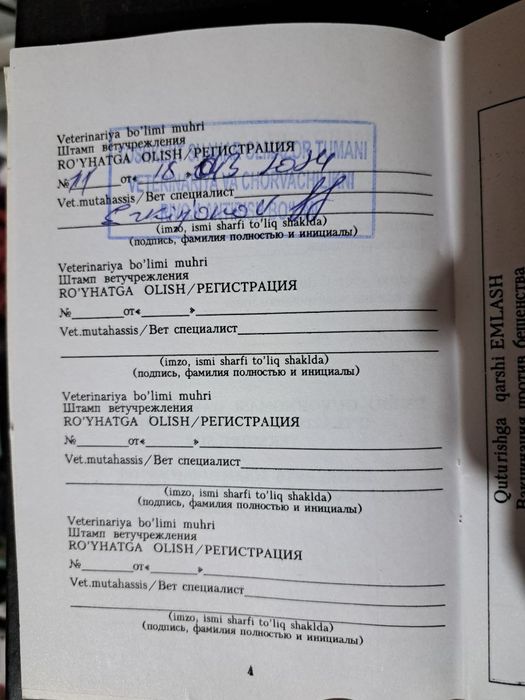 Veterinariya bo'limi muhri
Штамп ветучреждения
RO'YHATGA OLISH/РЕГИСТРАЦИЯ
№ 11 от« 18. 03 2024
TUMANI
VETERINARIYA VA CHORVACHILIKNI
Vet.mutahassis/Вет специалист
(imzo, ismi sharfi to'liq shaklda)
(подпись, фамилия полностью и инициалы)
Veterinariya bo'limi muhri
Штамп ветучреждения
RO'YHATGA OLISH/РЕГИСТРАЦИЯ
№ от« »
Vet.mutahassis/Вет специалист
(imzo, ismi sharfi to'liq shaklda)
(подпись, фамилия полностью и инициалы)
Veterinariya bo'limi muhri
Штамп ветучреждения
RO'YHATGA OLISH/РЕГИСТРАЦИЯ
№ от« »
Vet.mutahassis/Вет специалист
(imzo, ismi sharfi to'liq shaklda)
(подпись, фамилия полностью и инициалы)
Veterinariya bo'limi muhri
Штамп ветучреждения
RO'YHATGA OLISH/РЕГИСТРАЦИЯ
№ от« »
Vet.mutahassis/Вет специалист
(imzo, ismi sharfi to'liq shaklda)
(подпись, фамилия полностью и инициалы)
4
Quturishga qarshi EMLASH
Вакцинация против бешенства